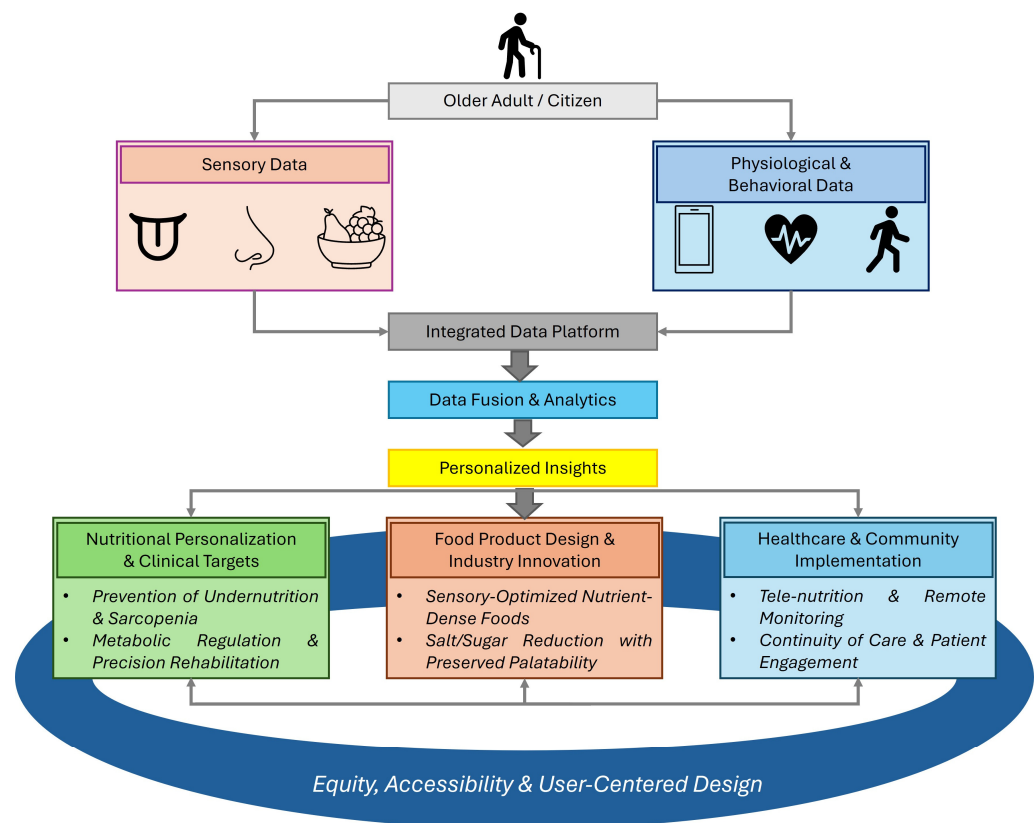 Older Adult / Citizen
Sensory Data
Physiological &
Behavioral Data
Integrated Data Platform
Data Fusion & Analytics
Personalized Insights
Nutritional Personalization
& Clinical Targets
• Prevention of Undernutrition
& Sarcopenia
• Metabolic Regulation &
Precision Rehabilitation
Food Product Design &
Industry Innovation
• Sensory-Optimized Nutrient-
Dense Foods
• Salt/Sugar Reduction with
Preserved Palatability
Healthcare & Community
Implementation
• Tele-nutrition & Remote
Monitoring
• Continuity of Care & Patient
Engagement
Equity, Accessibility & User-Centered Design